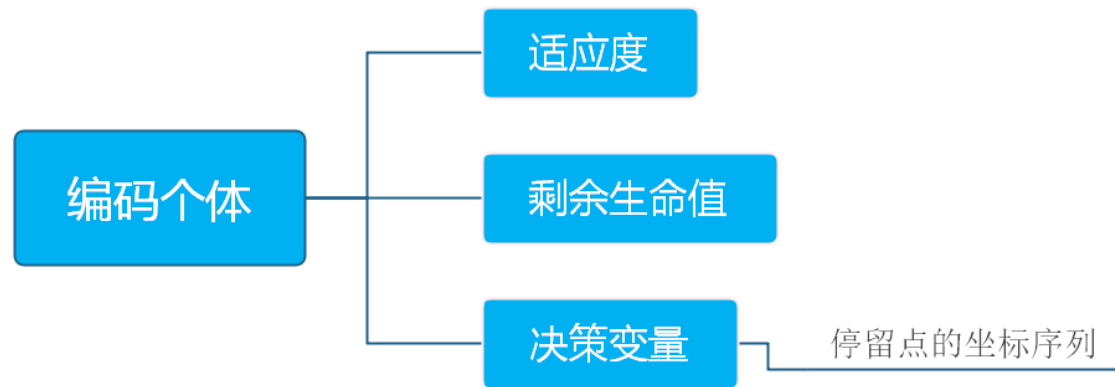 编码个体
适应度
剩余生命值
决策变量
停留点的坐标序列